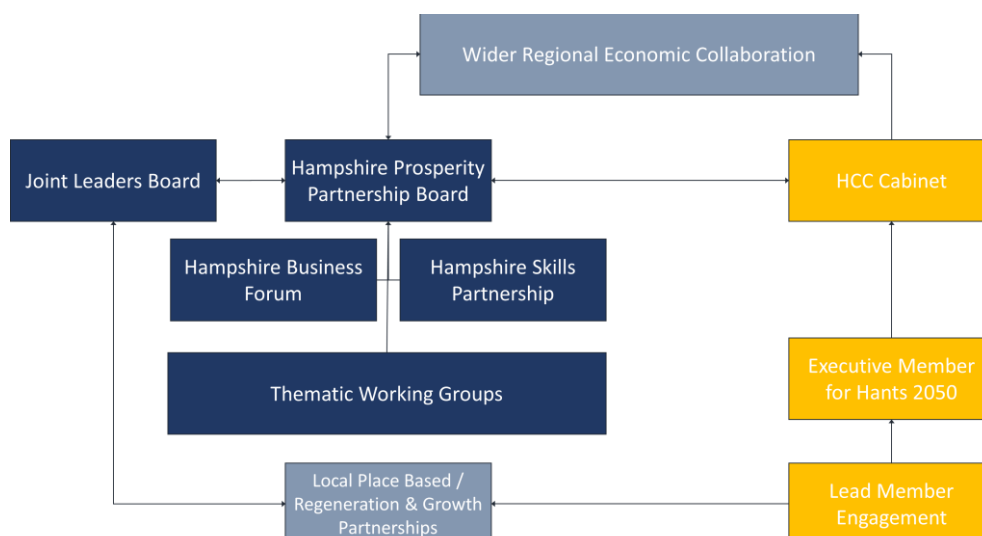 Wider Regional Economic Collaboration
Joint Leaders Board
Hampshire Prosperity
Partnership Board
HCC Cabinet
Hampshire Business
Forum
Hampshire Skills
Partnership
Thematic Working Groups
Executive Member
for Hants 2050
Local Place Based /
Regeneration & Growth
Partnerships
Lead Member
Engagement